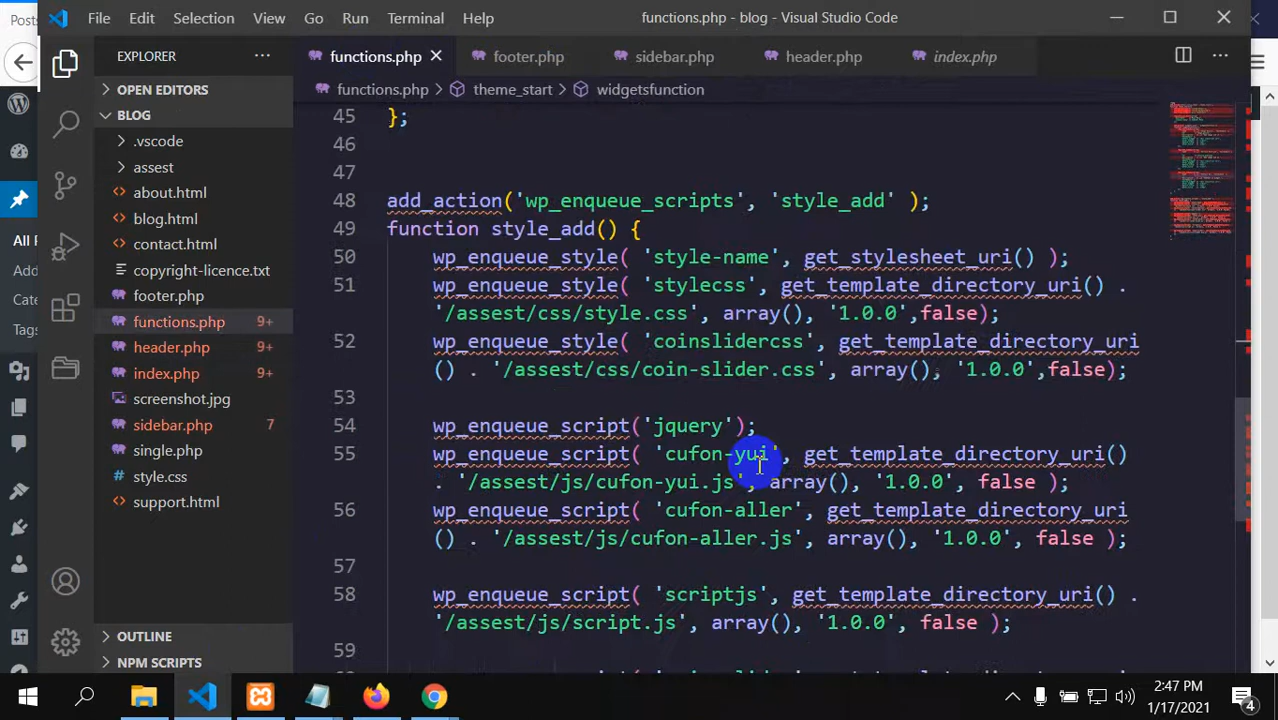 Posts
File Edit Selection View Go Run Terminal Help
functions.php - blog - Visual Studio Code
EXPLORER
functions.php
footer.php
sidebar.php
header.php
index.php
OPEN EDITORS
functions.php > theme_start > widgetsfunction
BLOG
.vscode
assest
about.html
blog.html
contact.html
copyright-licence.txt
footer.php
functions.php 9+
header.php 9+
index.php 9+
screenshot.jpg
sidebar.php 7
single.php
style.css
support.html
OUTLINE
NPM SCRIPTS
All P
Add
Cate
Tags
45 };
46
47
48 add_action('wp_enqueue_scripts', 'style_add' );
49 function style_add() {
50 wp_enqueue_style( 'style-name', get_stylesheet_uri() );
51 wp_enqueue_style( 'stylecss', get_template_directory_uri() .
'/assest/css/style.css', array(), '1.0.0',false);
52 wp_enqueue_style( 'coinslidercss', get_template_directory_uri
() . '/assest/css/coin-slider.css', array(), '1.0.0',false);
53
54 wp_enqueue_script('jquery');
55 wp_enqueue_script( 'cufon-yui', get_template_directory_uri()
. '/assest/js/cufon-yui.js', array(), '1.0.0', false );
56 wp_enqueue_script( 'cufon-aller', get_template_directory_uri
() . '/assest/js/cufon-aller.js', array(), '1.0.0', false );
57
58 wp_enqueue_script( 'scriptjs', get_template_directory_uri() .
'/assest/js/script.js', array(), '1.0.0', false );
59
2:47 PM
1/17/2021
4